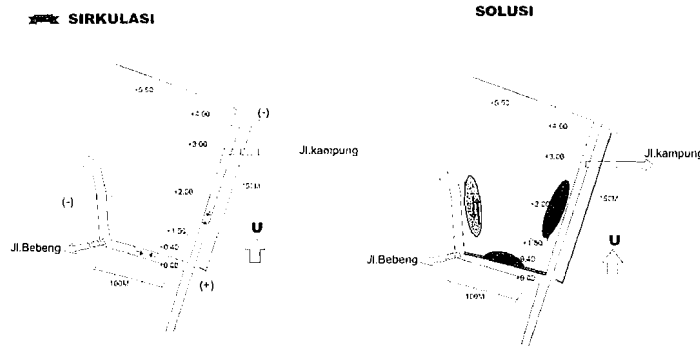 SIRKULASI
+5.50
+4.00
(-)
+3.00
Jl.kampung
150M
(-)
+2.00
U
+1.50
Jl.Bebeng
+0.40
+0.00
(+)
100M
SOLUSI
+5.50
+4.00
+3.00
Jl.kampung
150M
+2.00
+1.50
U
Jl.Bebeng
+0.40
+0.00
100M